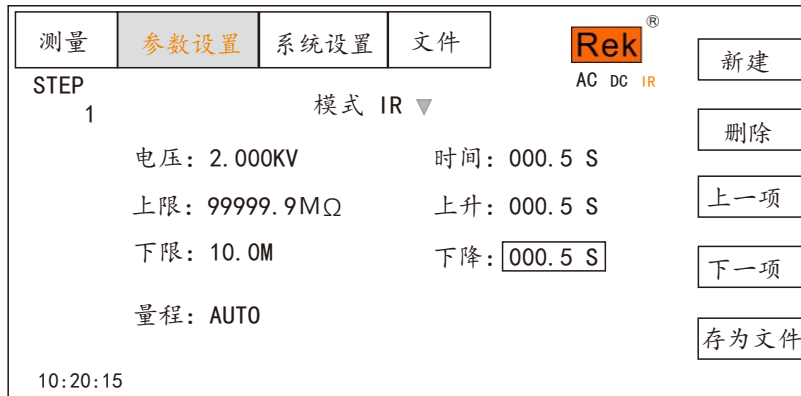 测量 参数设置 系统设置 文件 Rek ®
AC DC IR
STEP
1
模式 IR ▼
电压: 2.000KV 时间: 000.5 S
上限: 99999.9MΩ 上升: 000.5 S
下限: 10.0M 下降: 000.5 S
量程: AUTO
10:20:15
新建
删除
上一项
下一项
存为文件